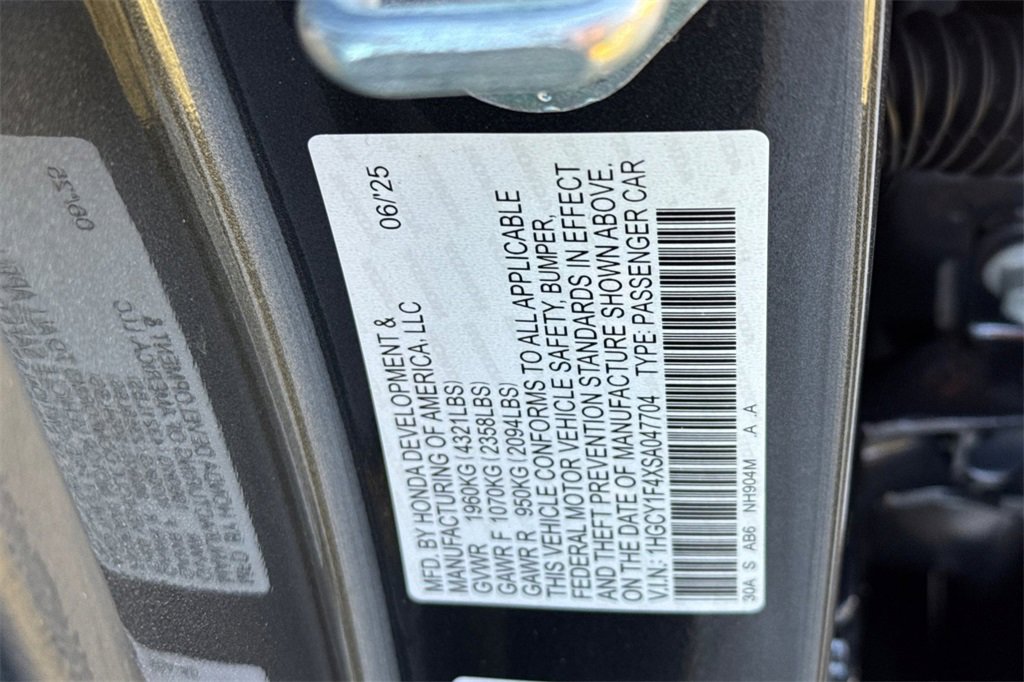 MFD. BY HONDA DEVELOPMENT & 06/'25
MANUFACTURING OF AMERICA, LLC
GVWR 1960KG (4321LBS)
GAWR F 1070KG (2358LBS)
GAWR R 950KG (2094LBS)
THIS VEHICLE CONFORMS TO ALL APPLICABLE
FEDERAL MOTOR VEHICLE SAFETY, BUMPER,
AND THEFT PREVENTION STANDARDS IN EFFECT
ON THE DATE OF MANUFACTURE SHOWN ABOVE.
V.I.N.: 1HGCY1F4XSA047704 TYPE: PASSENGER CAR
30A S AB6 NH904M .A .A